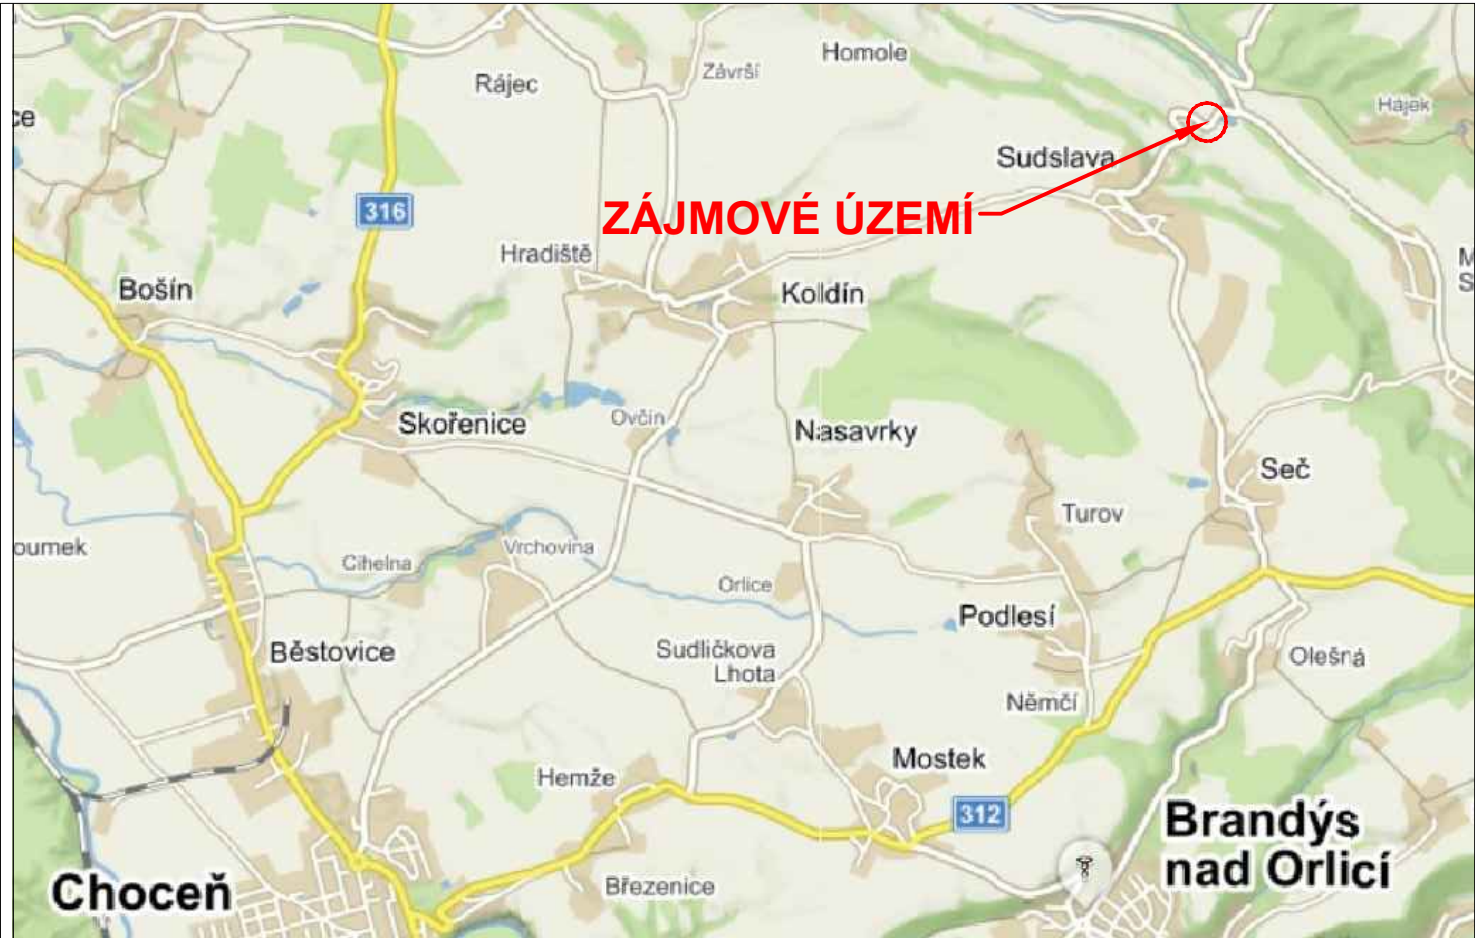 Homole
Závrší
Rájec
Hájek
ce
Sudslava
316
ZÁJMOVÉ ÚZEMÍ
Hradiště
Bošín
Koldín
M
S
Skořenice
Ovčín
Nasavrky
Seč
Turov
oumek
Vrchovina
Cihelna
Orlice
Podlesí
Běstovice
Sudličkova
Lhota
Olešná
Němčí
Mostek
Hemže
312
Brandýs
nad Orlicí
Choceň
Březenice